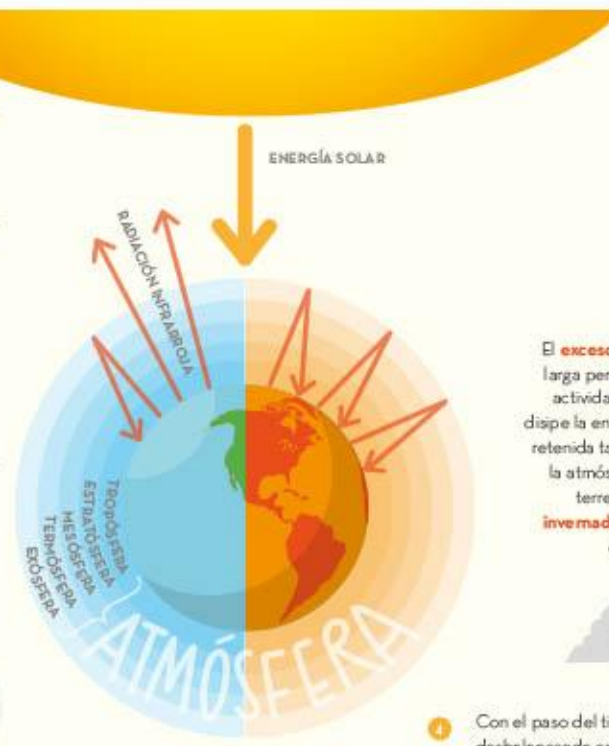 ENERGÍA SOLAR
RADIACIÓN INFRARROJA
TROPÓSFERA
ESTRATÓSFERA
MESÓSFERA
TERMÓSFERA
EXÓSFERA
ATMÓSFERA
El exceso
larga per
activida
disipe la en
retenida ta
la atmós
terre
invernad
4 Con el paso del ti